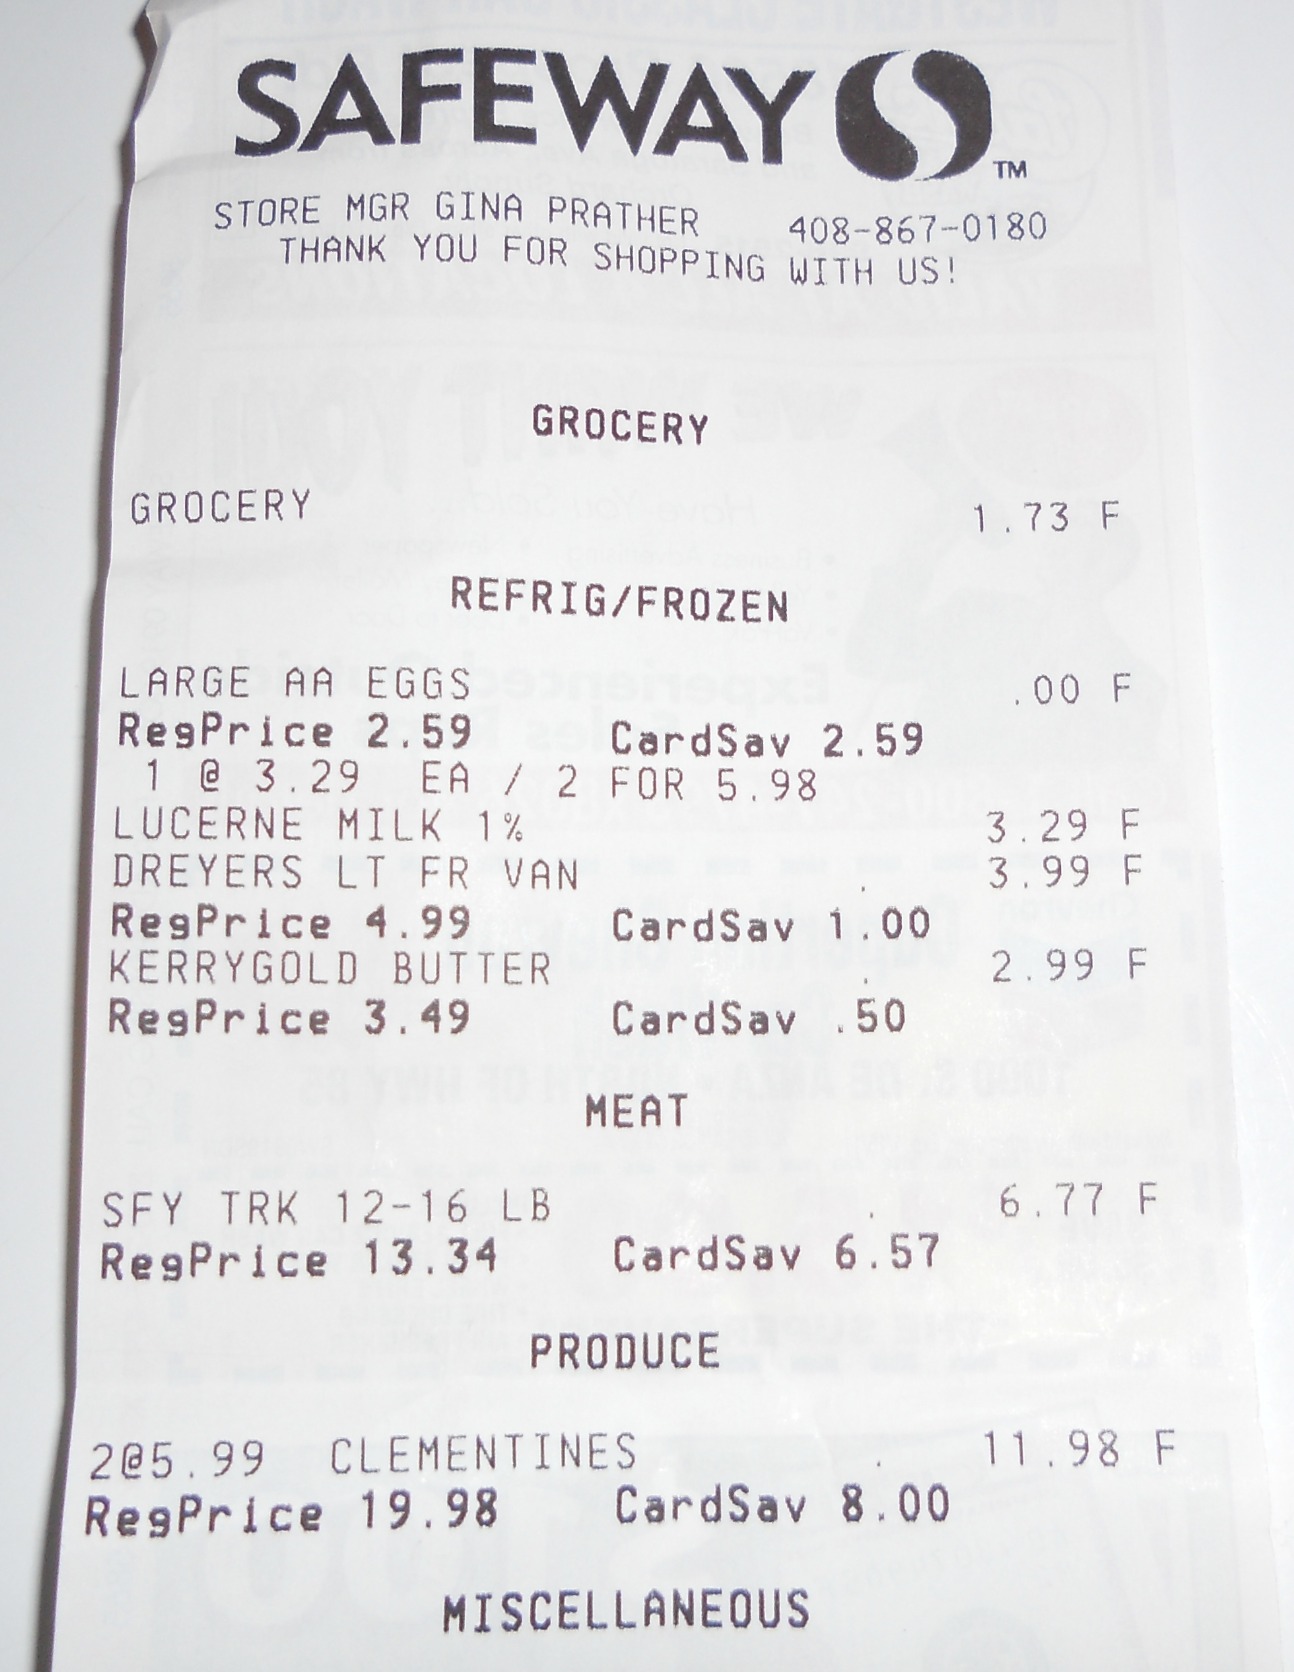 SAFEWAY TM
STORE MGR GINA PRATHER 408-867-0180
THANK YOU FOR SHOPPING WITH US!
GROCERY
GROCERY 1.73 F
REFRIG/FROZEN
LARGE AA EGGS .00 F
RegPrice 2.59 CardSav 2.59
1 @ 3.29 EA / 2 FOR 5.98
LUCERNE MILK 1% 3.29 F
DREYERS LT FR VAN . 3.99 F
RegPrice 4.99 CardSav 1.00
KERRYGOLD BUTTER . 2.99 F
RegPrice 3.49 CardSav .50
MEAT
SFY TRK 12-16 LB . 6.77 F
RegPrice 13.34 CardSav 6.57
PRODUCE
2@5.99 CLEMENTINES . 11.98 F
RegPrice 19.98 CardSav 8.00
MISCELLANEOUS